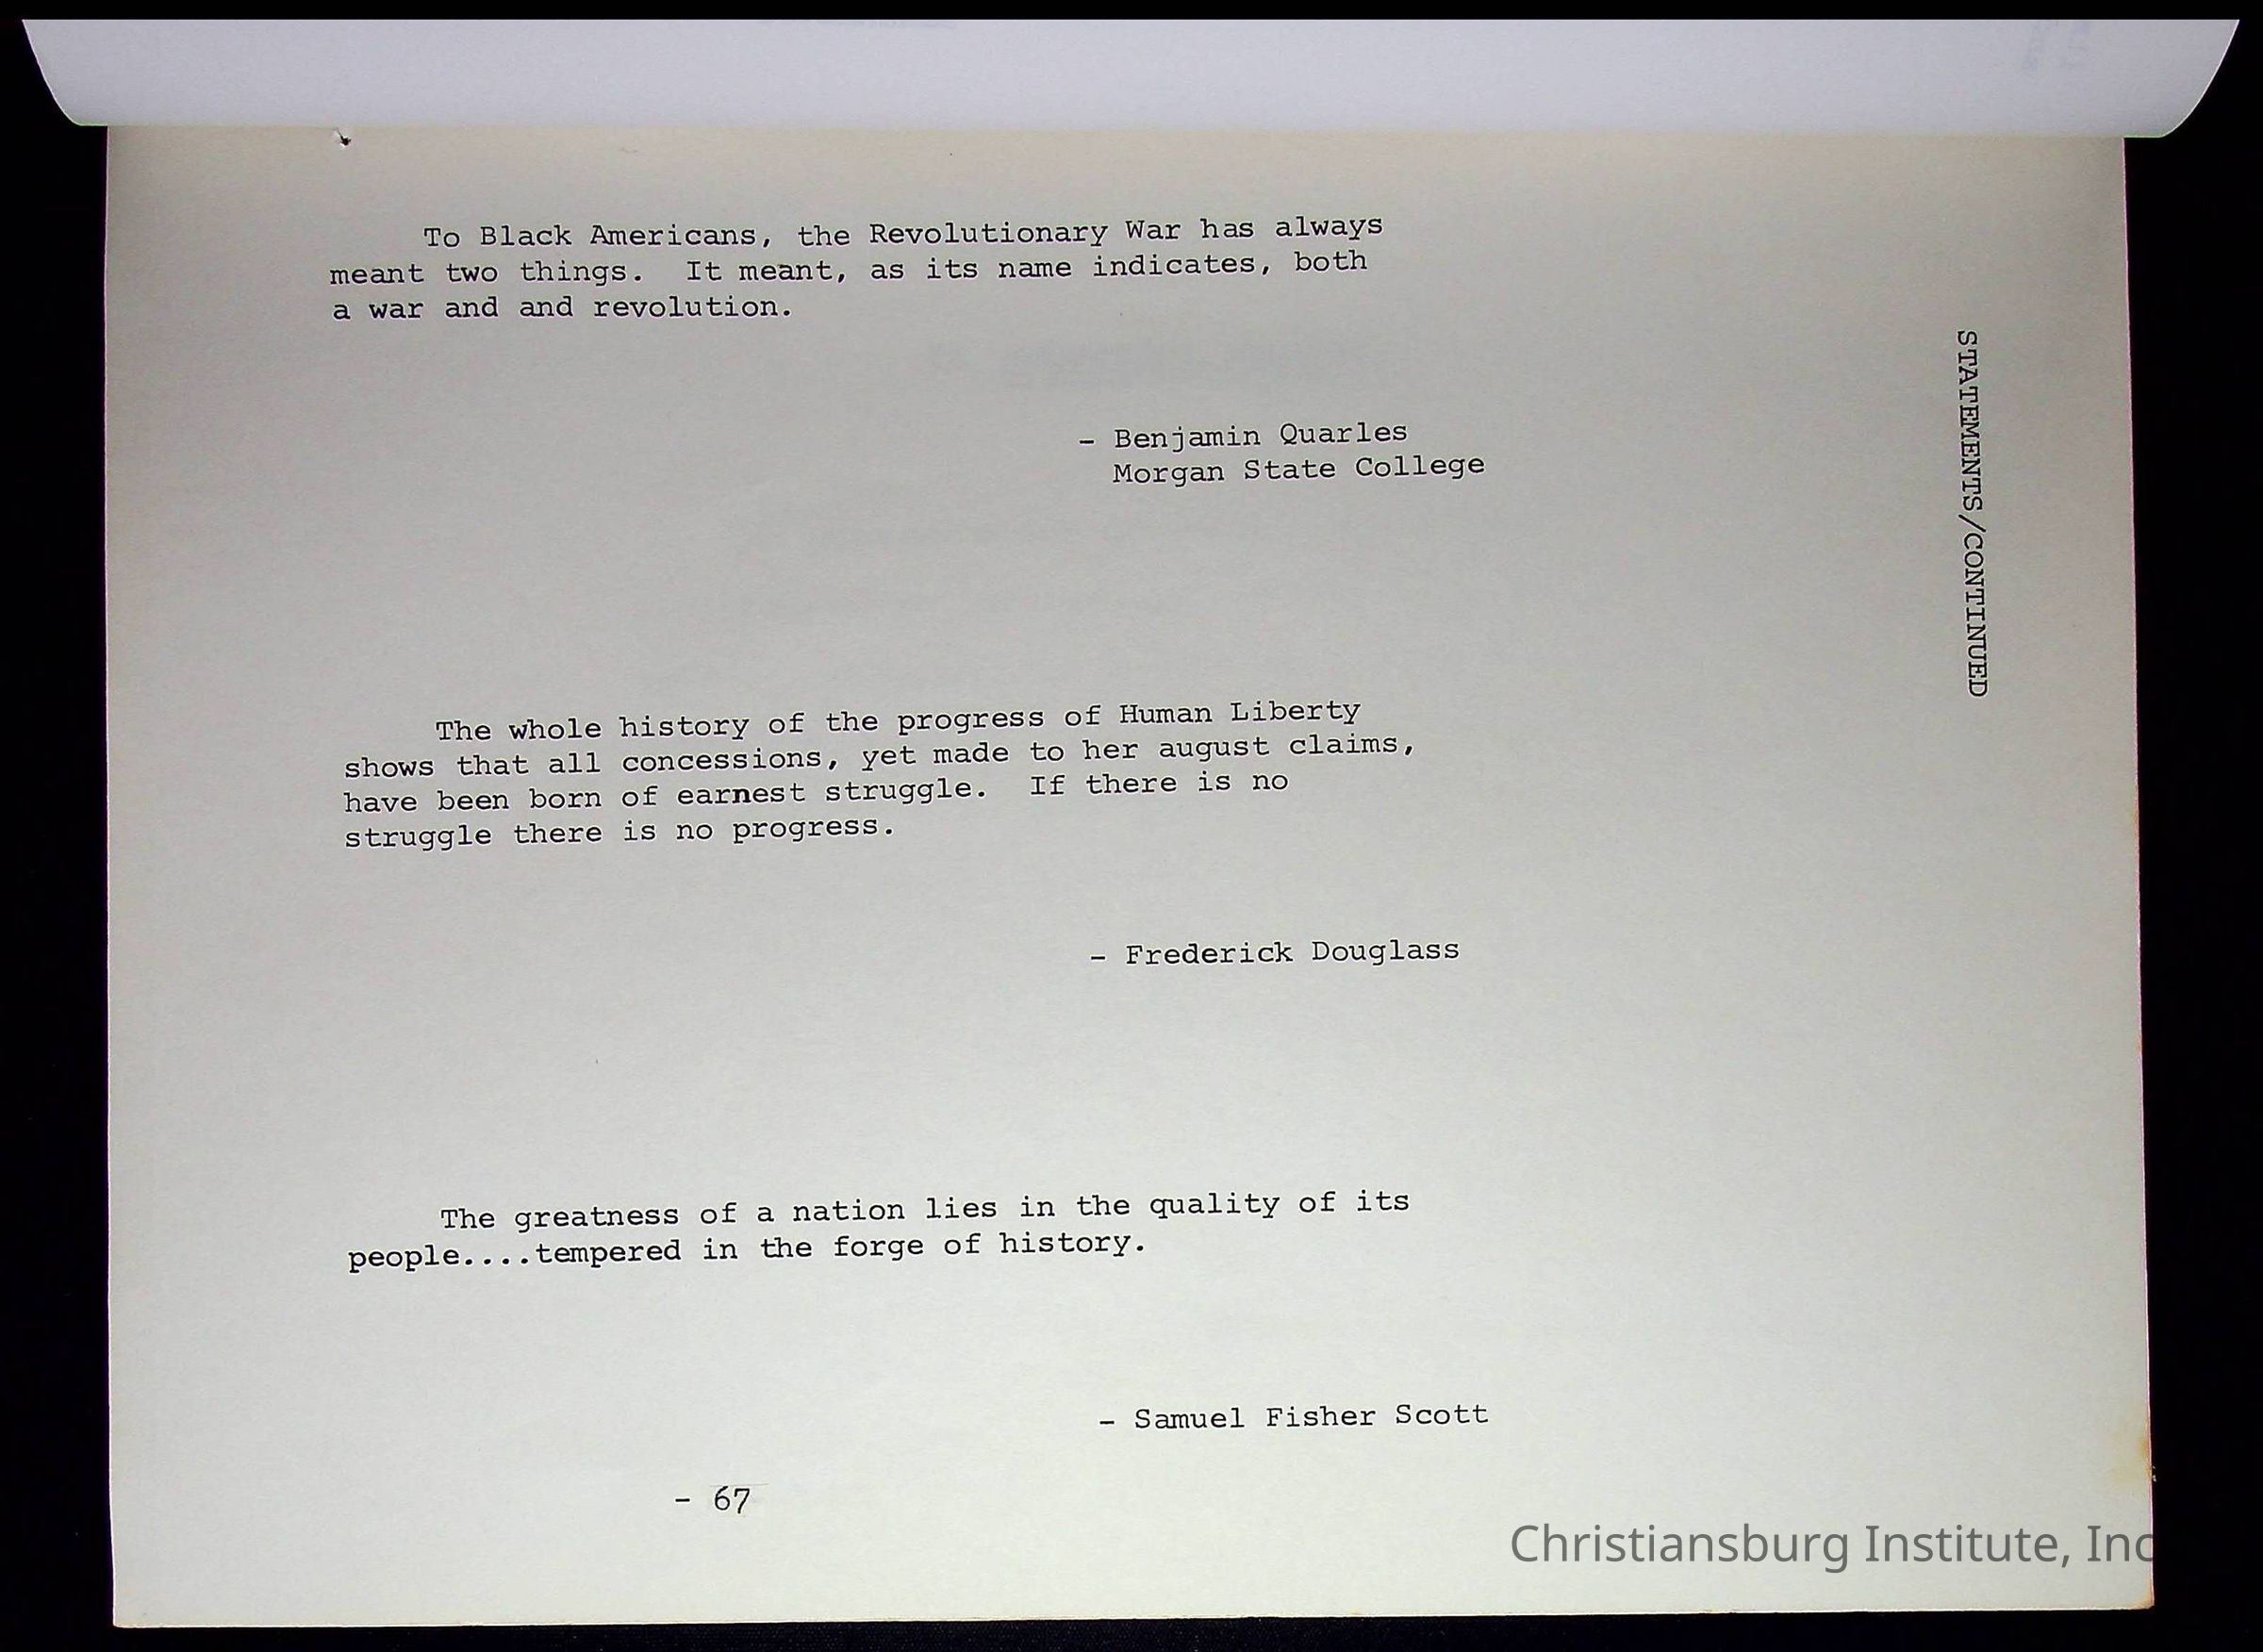 To Black Americans, the Revolutionary War has always
meant two things. It meant, as its name indicates, both
a war and and revolution.
- Benjamin Quarles
Morgan State College
STATEMENTS/CONTINUED
The whole history of the progress of Human Liberty
shows that all concessions, yet made to her august claims,
have been born of earnest struggle. If there is no
struggle there is no progress.
- Frederick Douglass
The greatness of a nation lies in the quality of its
people....tempered in the forge of history.
- Samuel Fisher Scott
- 67
Christiansburg Institute, Inc